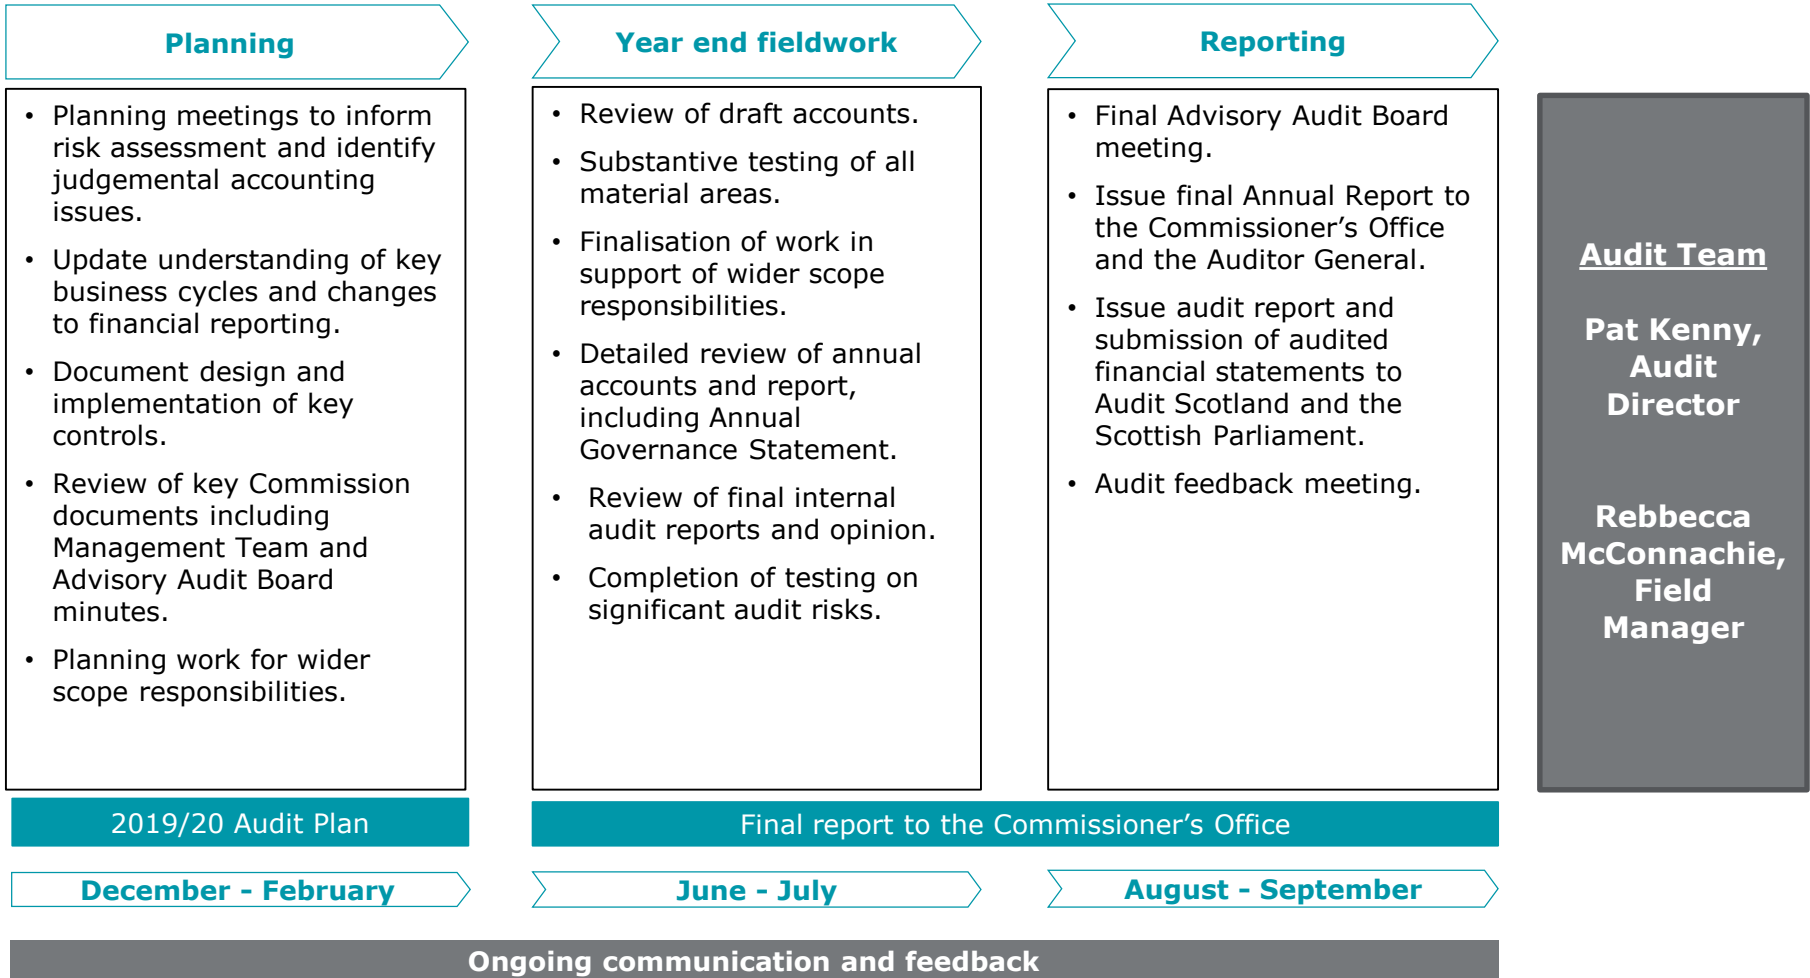 Planning
• Planning meetings to inform
risk assessment and identify
judgemental accounting
issues.
• Update understanding of key
business cycles and changes
to financial reporting.
• Document design and
implementation of key
controls.
• Review of key Commission
documents including
Management Team and
Advisory Audit Board
minutes.
• Planning work for wider
scope responsibilities.
2019/20 Audit Plan
December - February
Year end fieldwork
• Review of draft accounts.
• Substantive testing of all
material areas.
• Finalisation of work in
support of wider scope
responsibilities.
• Detailed review of annual
accounts and report,
including Annual
Governance Statement.
• Review of final internal
audit reports and opinion.
• Completion of testing on
significant audit risks.
June - July
Reporting
• Final Advisory Audit Board
meeting.
• Issue final Annual Report to
the Commissioner’s Office
and the Auditor General.
• Issue audit report and
submission of audited
financial statements to
Audit Scotland and the
Scottish Parliament.
• Audit feedback meeting.
Final report to the Commissioner’s Office
August - September
Audit Team
Pat Kenny,
Audit
Director
Rebbecca
McConnachie,
Field
Manager
Ongoing communication and feedback